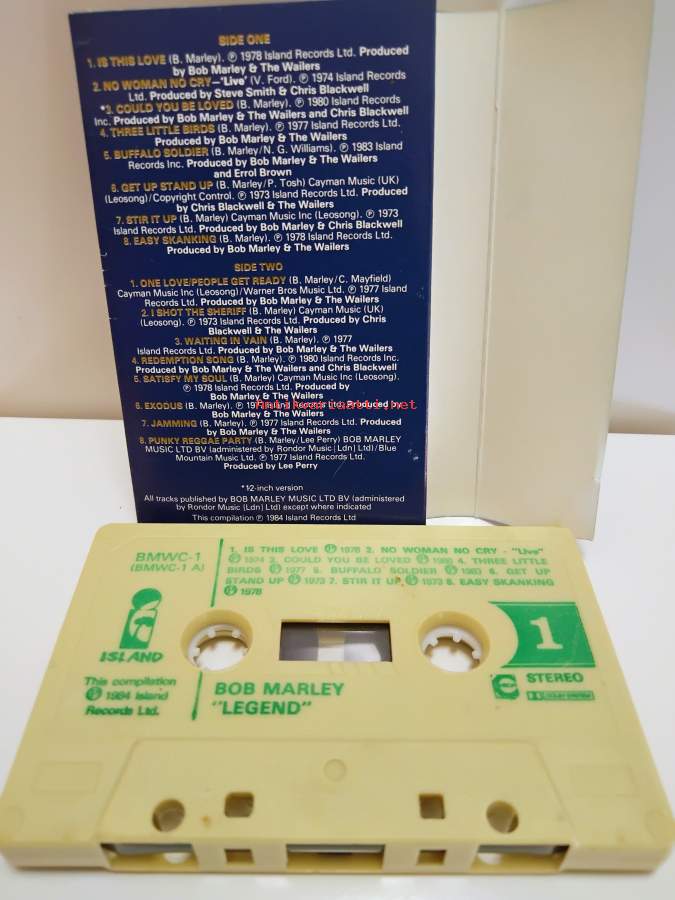 SIDE ONE
1. IS THIS LOVE (B. Marley). Ⓟ 1978 Island Records Ltd. Produced
by Bob Marley & The Wailers
2. NO WOMAN NO CRY–'Live' (V. Ford). Ⓟ 1974 Island Records
Ltd. Produced by Steve Smith & Chris Blackwell
*3. COULD YOU BE LOVED (B. Marley). Ⓟ 1980 Island Records
Inc. Produced by Bob Marley & The Wailers and Chris Blackwell
4. THREE LITTLE BIRDS (B. Marley). Ⓟ 1977 Island Records Ltd.
Produced by Bob Marley & The Wailers
5. BUFFALO SOLDIER (B. Marley/N. G. Williams). Ⓟ 1983 Island
Records Inc. Produced by Bob Marley & The Wailers
and Errol Brown
6. GET UP STAND UP (B. Marley/P. Tosh) Cayman Music (UK)
(Leosong)/Copyright Control. Ⓟ 1973 Island Records Ltd. Produced
by Chris Blackwell & The Wailers
7. STIR IT UP (B. Marley) Cayman Music Inc (Leosong). Ⓟ 1973
Island Records Ltd. Produced by Bob Marley & Chris Blackwell
8. EASY SKANKING (B. Marley). Ⓟ 1978 Island Records Ltd.
Produced by Bob Marley & The Wailers
SIDE TWO
1. ONE LOVE/PEOPLE GET READY (B. Marley/C. Mayfield)
Cayman Music Inc (Leosong)/Warner Bros Music Ltd. Ⓟ 1977 Island
Records Ltd. Produced by Bob Marley & The Wailers
2. I SHOT THE SHERIFF (B. Marley) Cayman Music (UK)
(Leosong). Ⓟ 1973 Island Records Ltd. Produced by Chris
Blackwell & The Wailers
3. WAITING IN VAIN (B. Marley). Ⓟ 1977
Island Records Ltd. Produced by Bob Marley & The Wailers
4. REDEMPTION SONG (B. Marley). Ⓟ 1980 Island Records Inc.
Produced by Bob Marley & The Wailers and Chris Blackwell
5. SATISFY MY SOUL (B. Marley) Cayman Music Inc (Leosong).
Ⓟ 1978 Island Records Ltd. Produced by
Bob Marley & The Wailers
6. EXODUS (B. Marley). Ⓟ 1977 Island Records Ltd. Produced by
Bob Marley & The Wailers
7. JAMMING (B. Marley). Ⓟ 1977 Island Records Ltd. Produced
by Bob Marley & The Wailers
8. PUNKY REGGAE PARTY (B. Marley/Lee Perry) BOB MARLEY
MUSIC LTD BV (administered by Rondor Music [Ldn] Ltd)/Blue
Mountain Music Ltd. Ⓟ 1977 Island Records Ltd.
Produced by Lee Perry
*12-inch version
All tracks published by BOB MARLEY MUSIC LTD BV (administered
by Rondor Music [Ldn] Ltd) except where indicated
This compilation Ⓟ 1984 Island Records Ltd
Antikvariaatti.net
BMWC-1
(BMWC-1 A)
1. IS THIS LOVE Ⓟ 1978 2. NO WOMAN NO CRY - "Live"
Ⓟ 1974 3. COULD YOU BE LOVED Ⓟ 1980 4. THREE LITTLE
BIRDS Ⓟ 1977 5. BUFFALO SOLDIER Ⓟ 1983 6. GET UP
STAND UP Ⓟ 1973 7. STIR IT UP Ⓟ 1973 8. EASY SKANKING
Ⓟ 1978
ISLAND
This compilation
Ⓟ 1984 Island
Records Ltd.
BOB MARLEY
"LEGEND"
1
STEREO
DOLBY SYSTEM